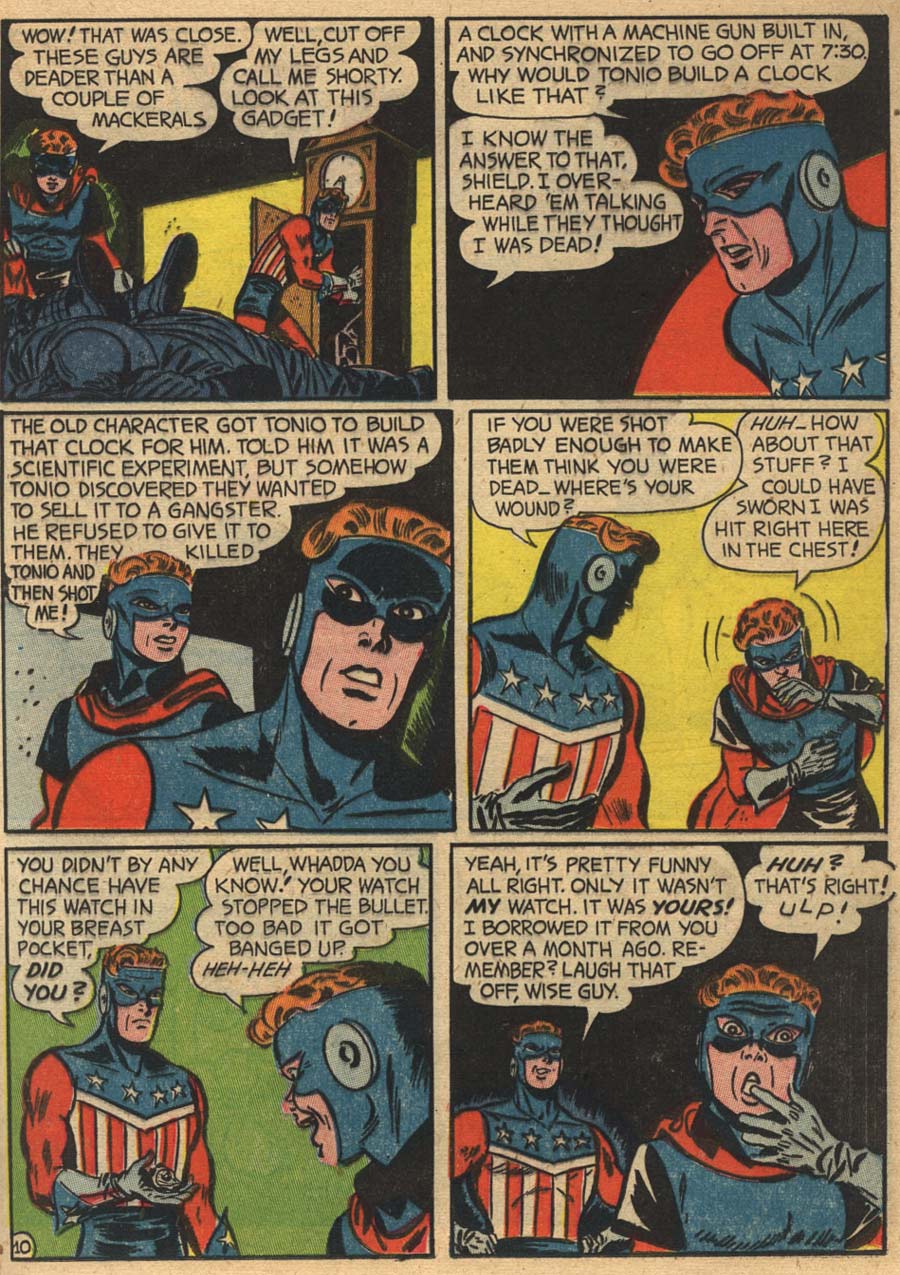 WOW! THAT WAS CLOSE.
THESE GUYS ARE
DEADER THAN A
COUPLE OF
MACKERALS
WELL, CUT OFF
MY LEGS AND
CALL ME SHORTY.
LOOK AT THIS
GADGET!
A CLOCK WITH A MACHINE GUN BUILT IN,
AND SYNCHRONIZED TO GO OFF AT 7:30.
WHY WOULD TONIO BUILD A CLOCK
LIKE THAT?
I KNOW THE
ANSWER TO THAT,
SHIELD. I OVER-
HEARD 'EM TALKING
WHILE THEY THOUGHT
I WAS DEAD!
G
THE OLD CHARACTER GOT TONIO TO BUILD
THAT CLOCK FOR HIM. TOLD HIM IT WAS A
SCIENTIFIC EXPERIMENT, BUT SOMEHOW
TONIO DISCOVERED THEY WANTED
TO SELL IT TO A GANGSTER.
HE REFUSED TO GIVE IT TO
THEM. THEY KILLED
TONIO AND
THEN SHOT
ME!
IF YOU WERE SHOT
BADLY ENOUGH TO MAKE
THEM THINK YOU WERE
DEAD_WHERE'S YOUR
WOUND?
HUH_HOW
ABOUT THAT
STUFF? I
COULD HAVE
SWORN I WAS
HIT RIGHT HERE
IN THE CHEST!
G
YOU DIDN'T BY ANY
CHANCE HAVE
THIS WATCH IN
YOUR BREAST
POCKET,
DID
YOU?
WELL, WHADDA YOU
KNOW! YOUR WATCH
STOPPED THE BULLET.
TOO BAD IT GOT
BANGED UP.
HEH-HEH
YEAH, IT'S PRETTY FUNNY
ALL RIGHT. ONLY IT WASN'T
MY WATCH. IT WAS YOURS!
I BORROWED IT FROM YOU
OVER A MONTH AGO. RE-
MEMBER? LAUGH THAT
OFF, WISE GUY.
HUH?
THAT'S RIGHT!
ULP!
10